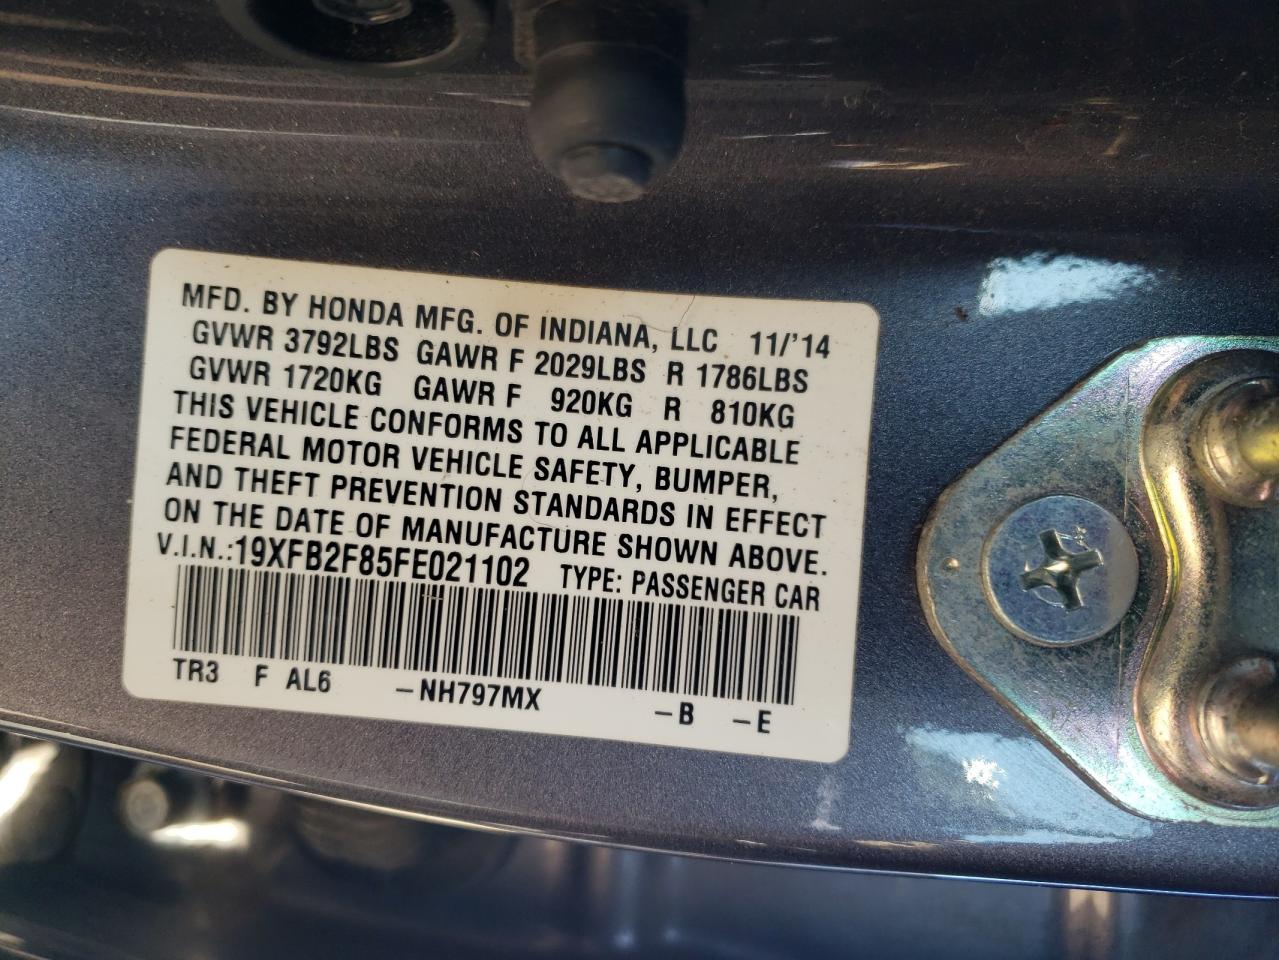 MFD. BY HONDA MFG. OF INDIANA, LLC 11/'14
GVWR 3792LBS GAWR F 2029LBS R 1786LBS
GVWR 1720KG GAWR F 920KG R 810KG
THIS VEHICLE CONFORMS TO ALL APPLICABLE
FEDERAL MOTOR VEHICLE SAFETY, BUMPER,
AND THEFT PREVENTION STANDARDS IN EFFECT
ON THE DATE OF MANUFACTURE SHOWN ABOVE.
V.I.N.:19XFB2F85FE021102 TYPE: PASSENGER CAR
TR3 F AL6 –NH797MX –B –E